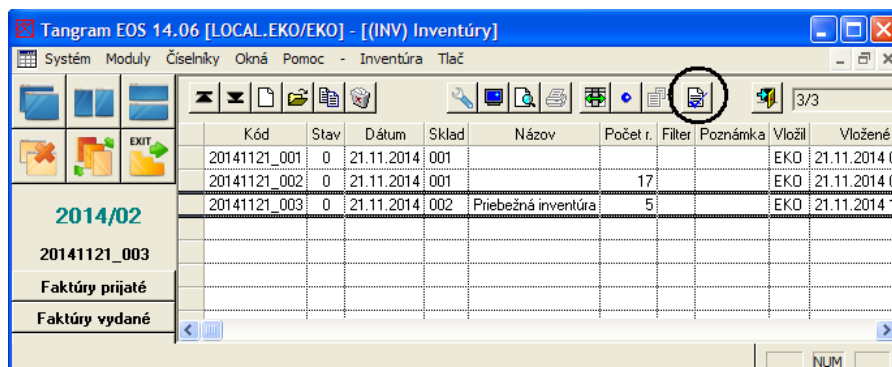 Tangram EOS 14.06 [LOCAL.EKO/EKO] - [(INV) Inventúry]
Systém Moduly Číselníky Okná Pomoc - Inventúra Tlač
3/3
EXIT
Kód Stav Dátum Sklad Názov Počet r. Filter Poznámka Vložil Vložené
20141121_001 0 21.11.2014 001 EKO 21.11.2014
20141121_002 0 21.11.2014 001 17 EKO 21.11.2014
20141121_003 0 21.11.2014 002 Priebežná inventúra 5 EKO 21.11.2014
2014/02
20141121_003
Faktúry prijaté
Faktúry vydané
NUM